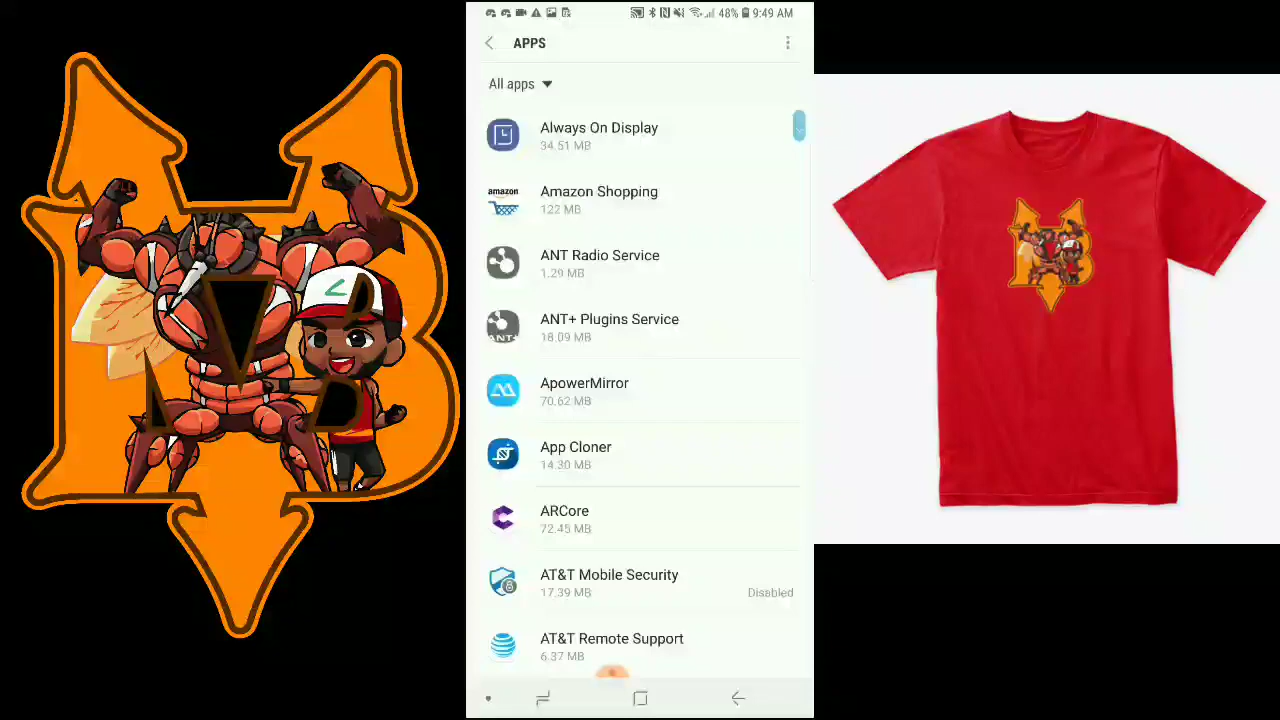 48% 9:49 AM
APPS
All apps
Always On Display
34.51 MB
amazon
Amazon Shopping
122 MB
ANT Radio Service
1.29 MB
ANT+
ANT+ Plugins Service
18.09 MB
ApowerMirror
70.62 MB
App Cloner
14.30 MB
ARCore
72.45 MB
AT&T Mobile Security
17.39 MB
Disabled
AT&T Remote Support
6.37 MB